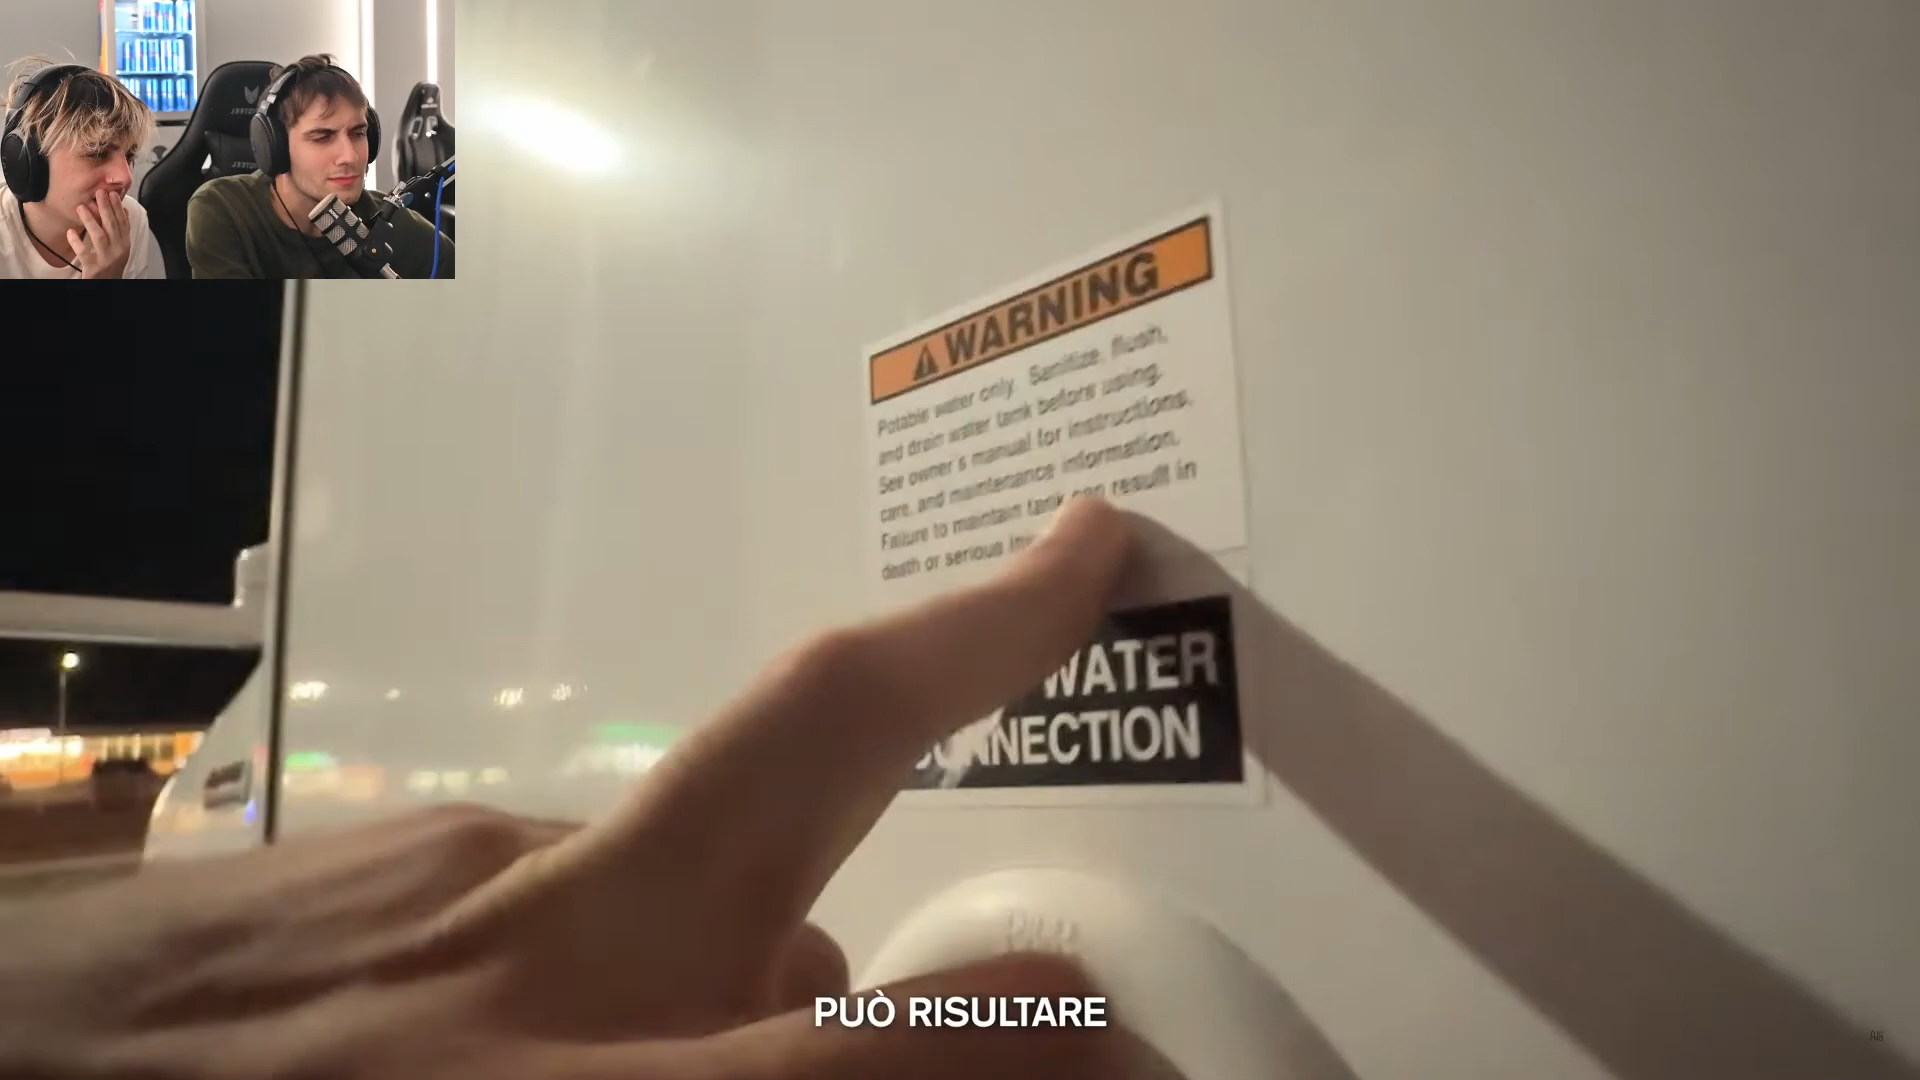 WARNING
Potable water only. Sanitize, flush,
and drain water tank before using.
See owner's manual for instructions,
care, and maintenance information.
Failure to maintain tank can result in
death or serious
WATER
CONNECTION
PUÒ RISULTARE